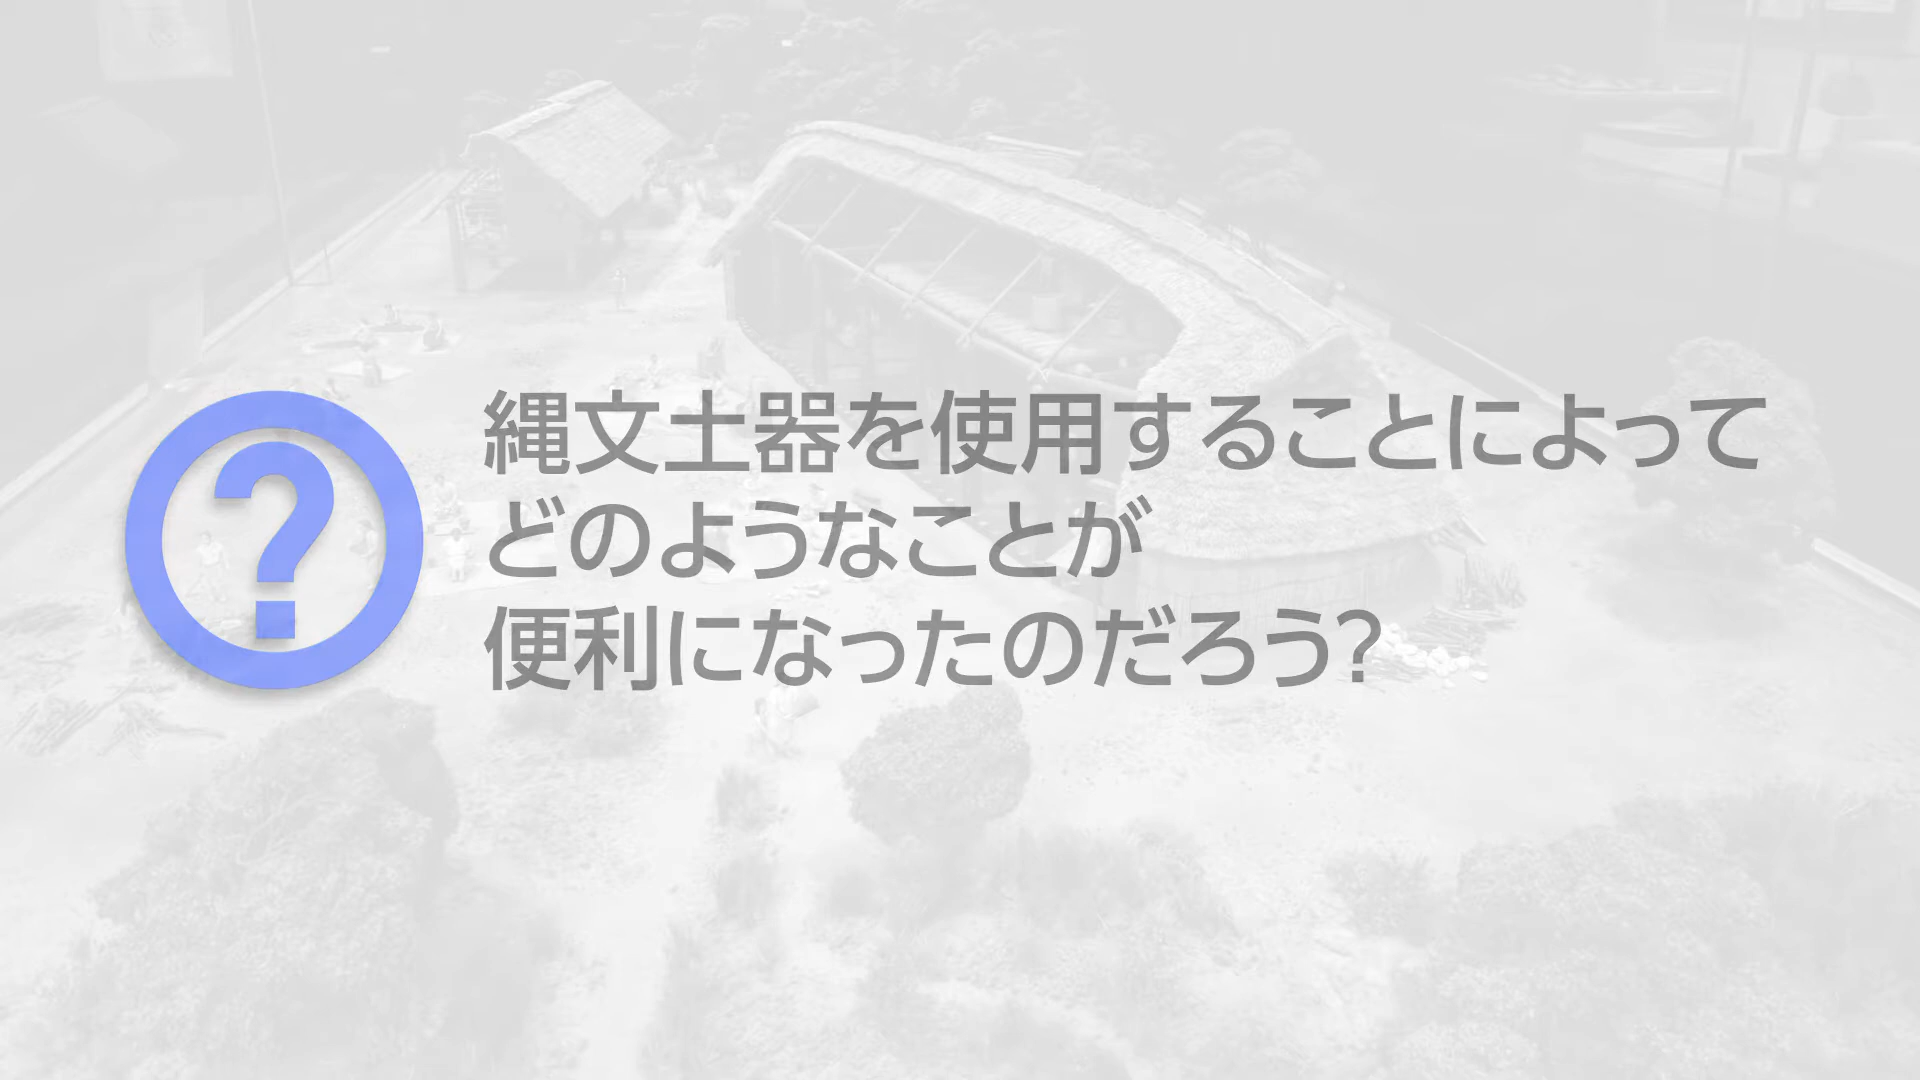 縄文土器を使用することによって
どのようなことが
便利になったのだろう?